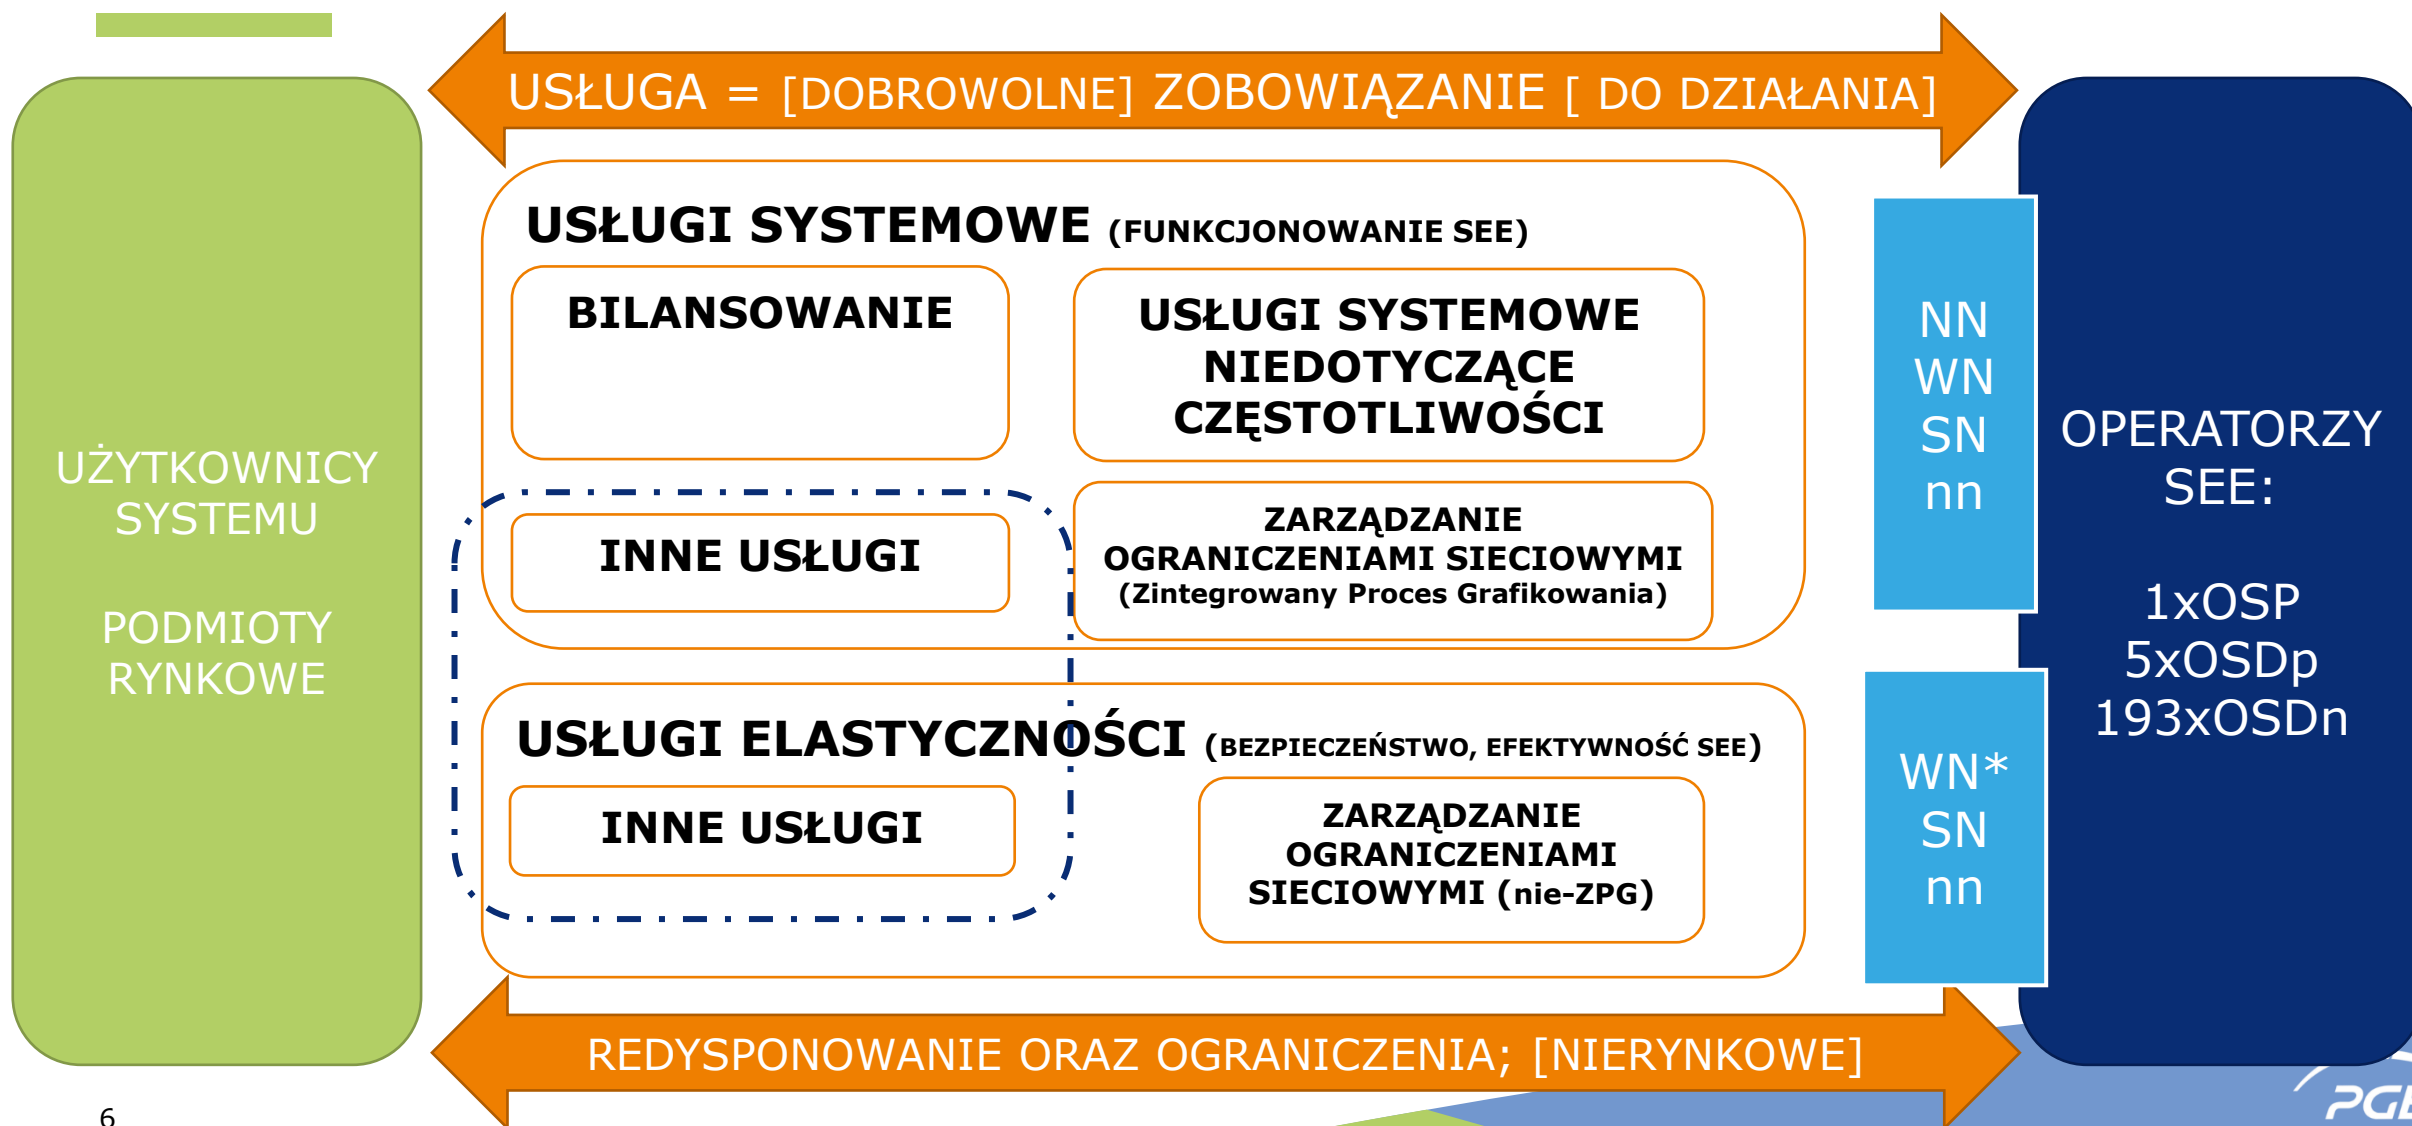 USŁUGA = [DOBROWOLNE] ZOBOWIĄZANIE [ DO DZIAŁANIA]
UŻYTKOWNICY
SYSTEMU
PODMIOTY
RYNKOWE
USŁUGI SYSTEMOWE (FUNKCJONOWANIE SEE)
BILANSOWANIE
USŁUGI SYSTEMOWE
NIEDOTYCZĄCE
CZĘSTOTLIWOŚCI
INNE USŁUGI
ZARZĄDZANIE
OGRANICZENIAMI SIECIOWYMI
(Zintegrowany Proces Grafikowania)
USŁUGI ELASTYCZNOŚCI (BEZPIECZEŃSTWO, EFEKTYWNOŚĆ SEE)
INNE USŁUGI
ZARZĄDZANIE
OGRANICZENIAMI
SIECIOWYMI (nie-ZPG)
NN
WN
SN
nn
WN*
SN
nn
OPERATORZY
SEE:
1xOSP
5xOSDp
193xOSDn
REDYSPONOWANIE ORAZ OGRANICZENIA; [NIERYNKOWE]
6
PGE